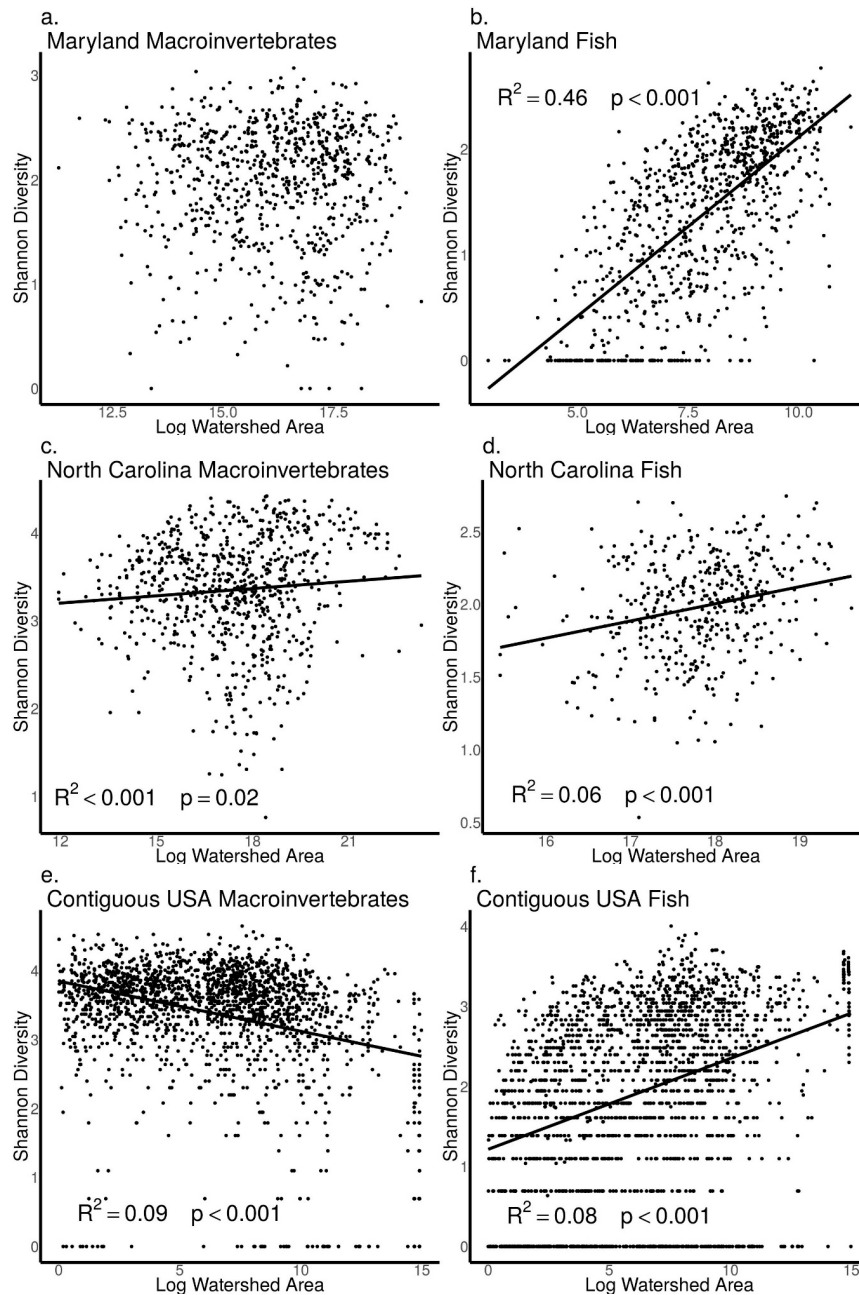 a.
Maryland Macroinvertebrates
3
2
1
0
Shannon Diversity
12.5 15.0 17.5
Log Watershed Area
b.
Maryland Fish
R² = 0.46 p < 0.001
2
1
0
Shannon Diversity
5.0 7.5 10.0
Log Watershed Area
c.
North Carolina Macroinvertebrates
4
3
2
1
Shannon Diversity
R² < 0.001 p = 0.02
12 15 18 21
Log Watershed Area
d.
North Carolina Fish
2.5
2.0
1.5
1.0
0.5
Shannon Diversity
R² = 0.06 p < 0.001
16 17 18 19
Log Watershed Area
e.
Contiguous USA Macroinvertebrates
4
3
2
1
0
Shannon Diversity
R² = 0.09 p < 0.001
0 5 10 15
Log Watershed Area
f.
Contiguous USA Fish
4
3
2
1
0
Shannon Diversity
R² = 0.08 p < 0.001
0 5 10 15
Log Watershed Area